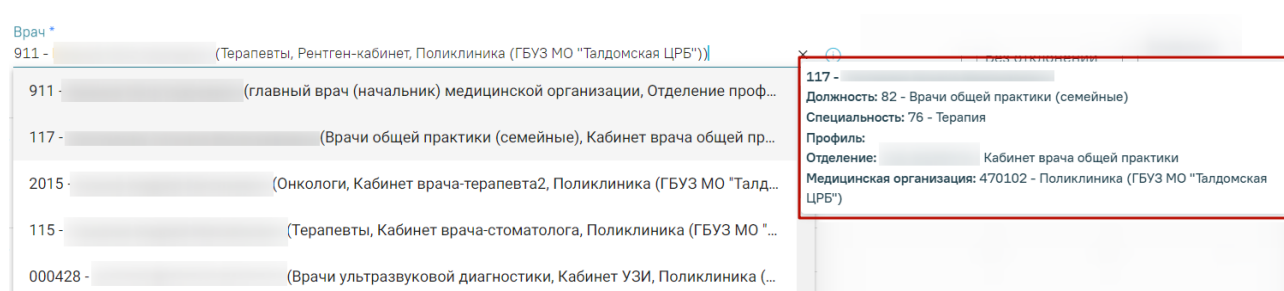 Врач *
911 - (Терапевты, Рентген-кабинет, Поликлиника (ГБУЗ МО "Талдомская ЦРБ"))
911 - (главный врач (начальник) медицинской организации, Отделение проф...
117 - (Врачи общей практики (семейные), Кабинет врача общей пр...
2015 - (Онкологи, Кабинет врача-терапевта2, Поликлиника (ГБУЗ МО "Талд...
115 - (Терапевты, Кабинет врача-стоматолога, Поликлиника (ГБУЗ МО "...
000428 - (Врачи ультразвуковой диагностики, Кабинет УЗИ, Поликлиника (...
Без отклонений
117 -
Должность: 82 - Врачи общей практики (семейные)
Специальность: 76 - Терапия
Профиль:
Отделение: Кабинет врача общей практики
Медицинская организация: 470102 - Поликлиника (ГБУЗ МО "Талдомская
ЦРБ")